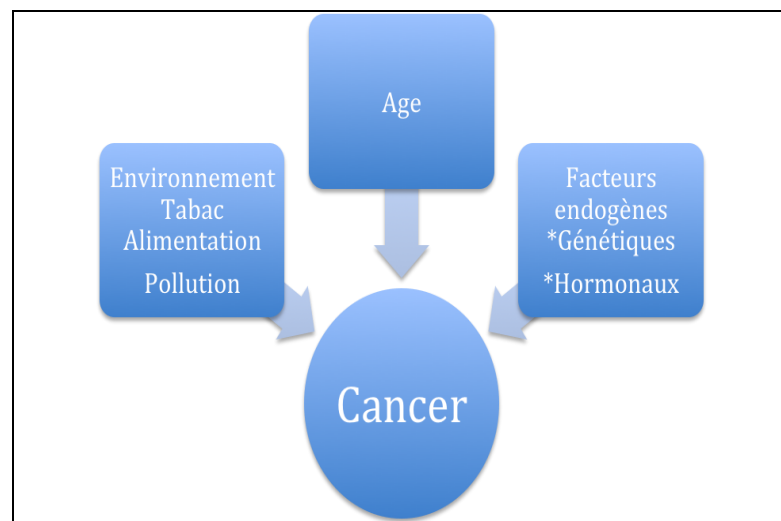 Age
Environnement
Tabac
Alimentation
Pollution
Facteurs
endogènes
*Génétiques
*Hormonaux
Cancer